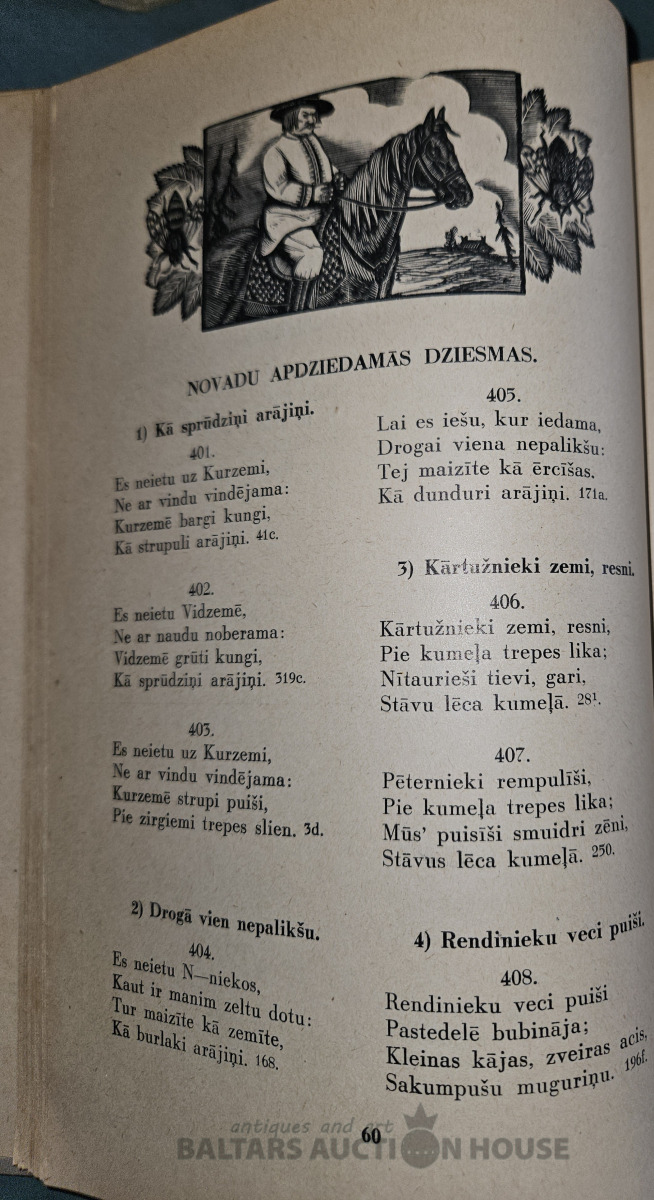 NOVADU APDZIEDAMĀS DZIESMAS.
1) Kā sprūdziņi arājiņi.
401.
Es neietu uz Kurzemi,
Ne ar vindu vindējama:
Kurzemē bargi kungi,
Kā strupuli arājiņi. 41c.
402.
Es neietu Vidzemē,
Ne ar naudu noberama:
Vidzemē grūti kungi,
Kā sprūdziņi arājiņi. 319c.
403.
Es neietu uz Kurzemi,
Ne ar vindu vindējama:
Kurzemē strupi puiši,
Pie zirgiemi trepes slien. 3d.
2) Drogā vien nepalikšu.
404.
Es neietu N—niekos,
Kaut ir manim zeltu dotu:
Tur maizīte kā zemīte,
Kā burlaki arājiņi. 168.
405.
Lai es iešu, kur iedama,
Drogai viena nepalikšu:
Tej maizīte kā ērcīšas,
Kā dunduri arājiņi. 171a.
3) Kārtužnieki zemi, resni.
406.
Kārtužnieki zemi, resni,
Pie kumeļa trepes lika;
Nītaurieši tievi, gari,
Stāvu lēca kumeļā. 28¹.
407.
Pēternieki rempulīši,
Pie kumeļa trepes lika;
Mūs' puisīši smuidri zēni,
Stāvus lēca kumeļā. 250.
4) Rendinieku veci puiši.
408.
Rendinieku veci puiši
Pastedelē bubināja;
Kleinas kājas, zveiras acis,
Sakumpušu muguriņu. 196f.
60
antiques and art
BALTARS AUCTION HOUSE